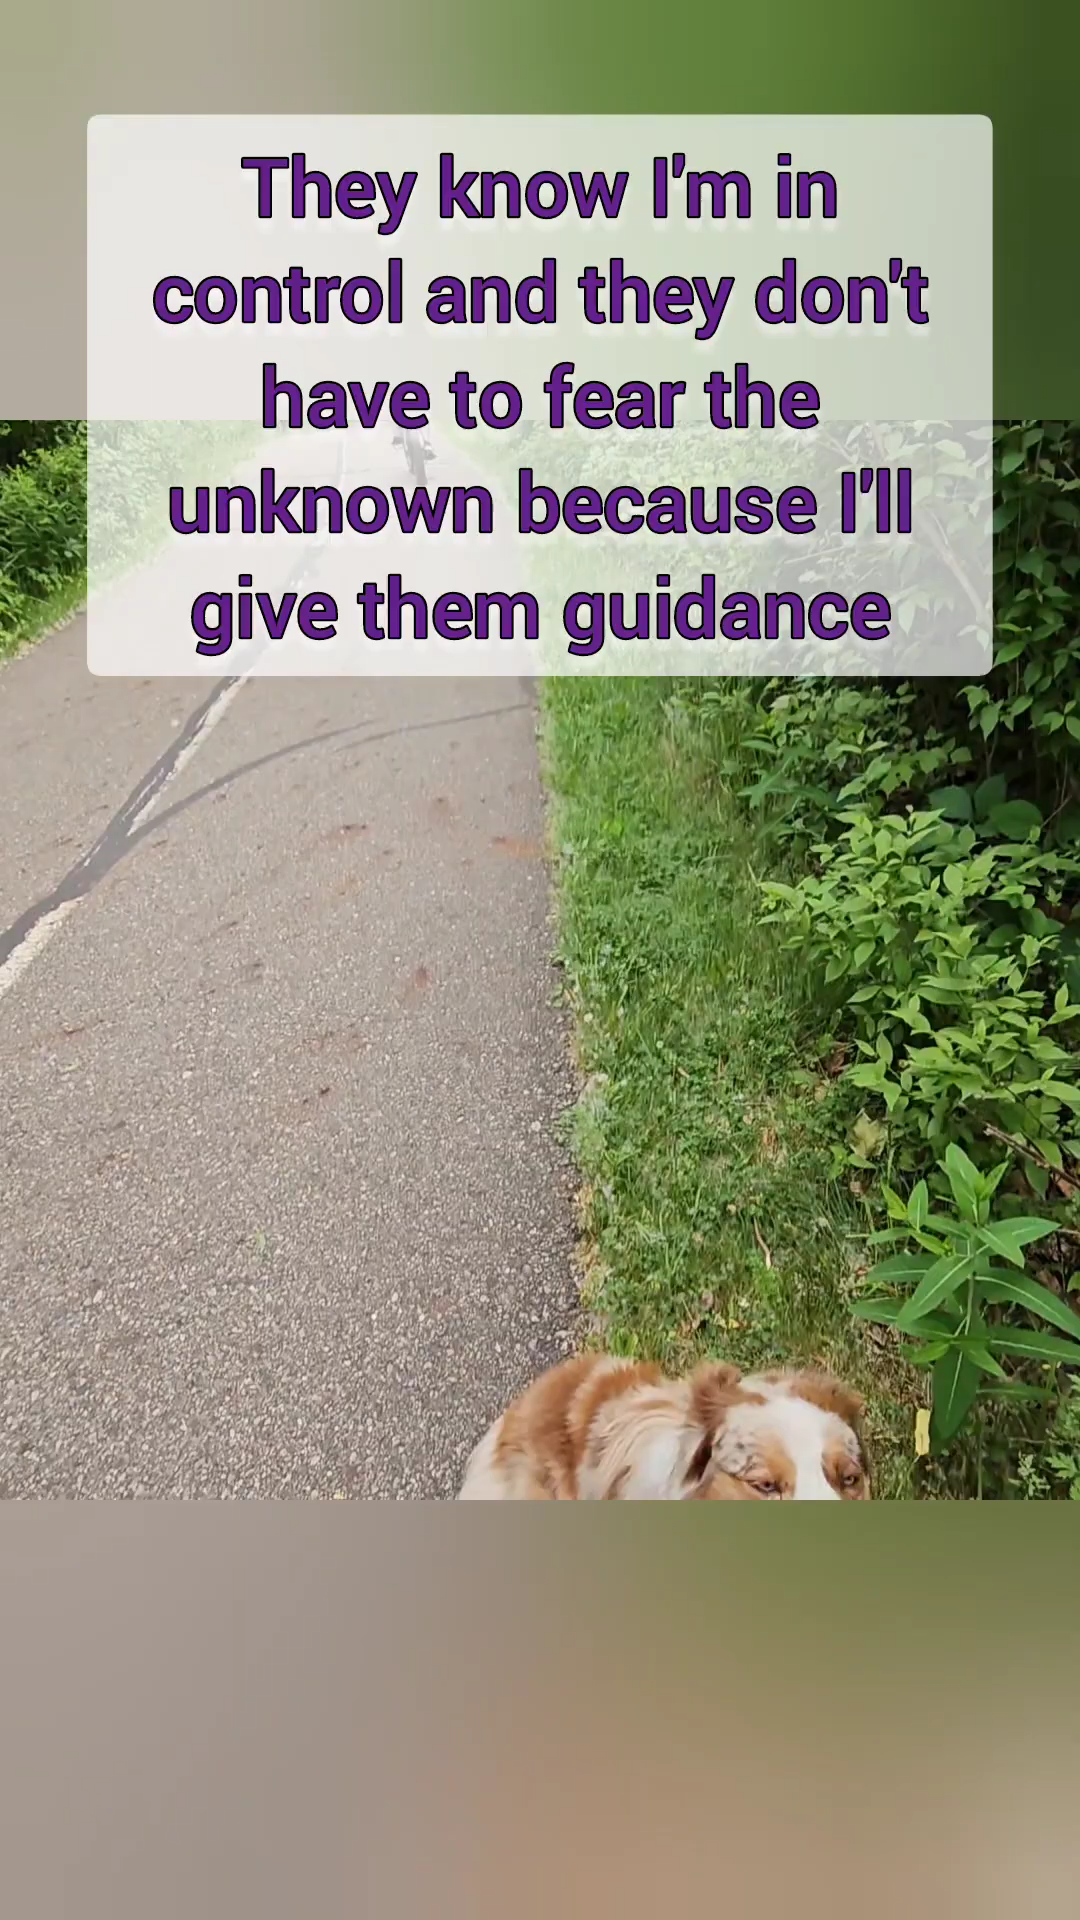 They know I'm in
control and they don't
have to fear the
unknown because I'll
give them guidance